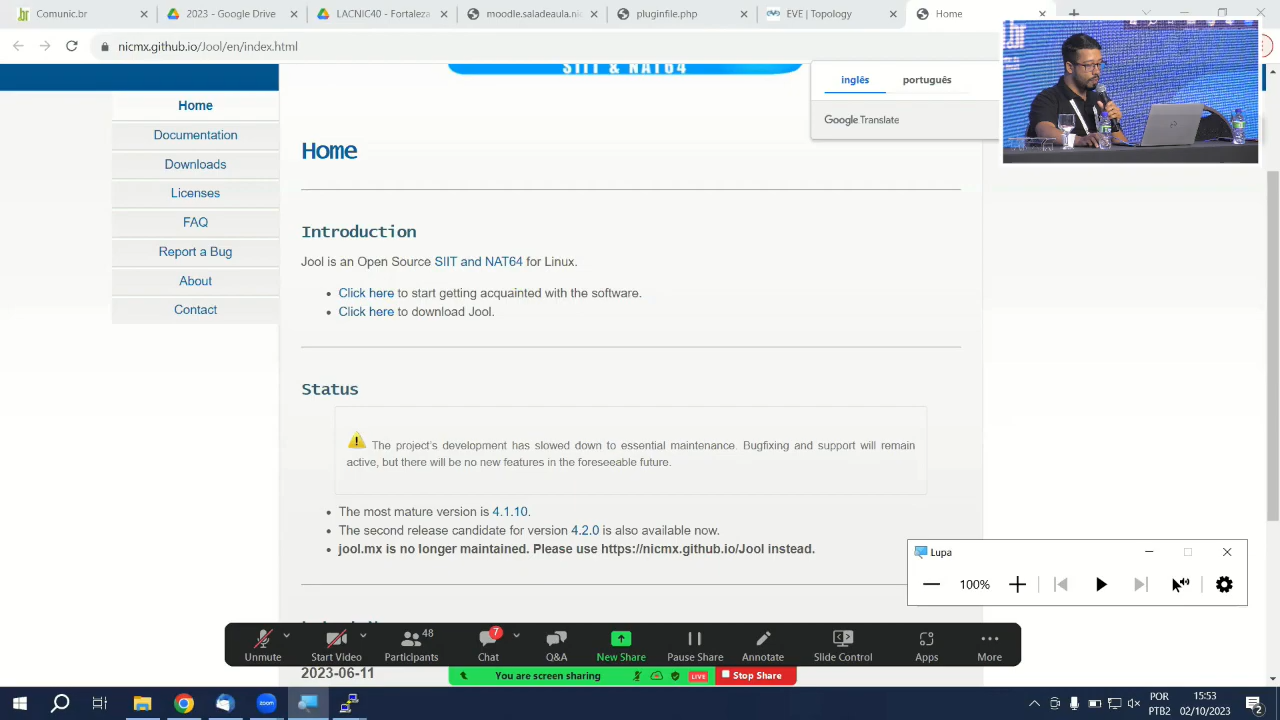 Comunic.br
2023 - Google Drive
IX Fórum Fortaleza
moodle.seladeaula.nic
pluginfile.php
EVE | Topology
Home
nicmx.github.io/Jool/en/index.html
SIIT & NAT64
inglês
português
Google Translate
Home
Documentation
Downloads
Licenses
FAQ
Report a Bug
About
Contact
Home
Introduction
Jool is an Open Source SIIT and NAT64 for Linux.
Click here to start getting acquainted with the software.
Click here to download Jool.
Status
The project's development has slowed down to essential maintenance. Bugfixing and support will remain
active, but there will be no new features in the foreseeable future.
The most mature version is 4.1.10.
The second release candidate for version 4.2.0 is also available now.
jool.mx is no longer maintained. Please use https://nicmx.github.io/Jool instead.
Lupa
100%
48
7
Unmute
Start Video
Participants
Chat
Q&A
New Share
Pause Share
Annotate
Slide Control
Apps
More
You are screen sharing
LIVE
Stop Share
2023-06-11
zoom
POR
PTB2
15:53
02/10/2023
2